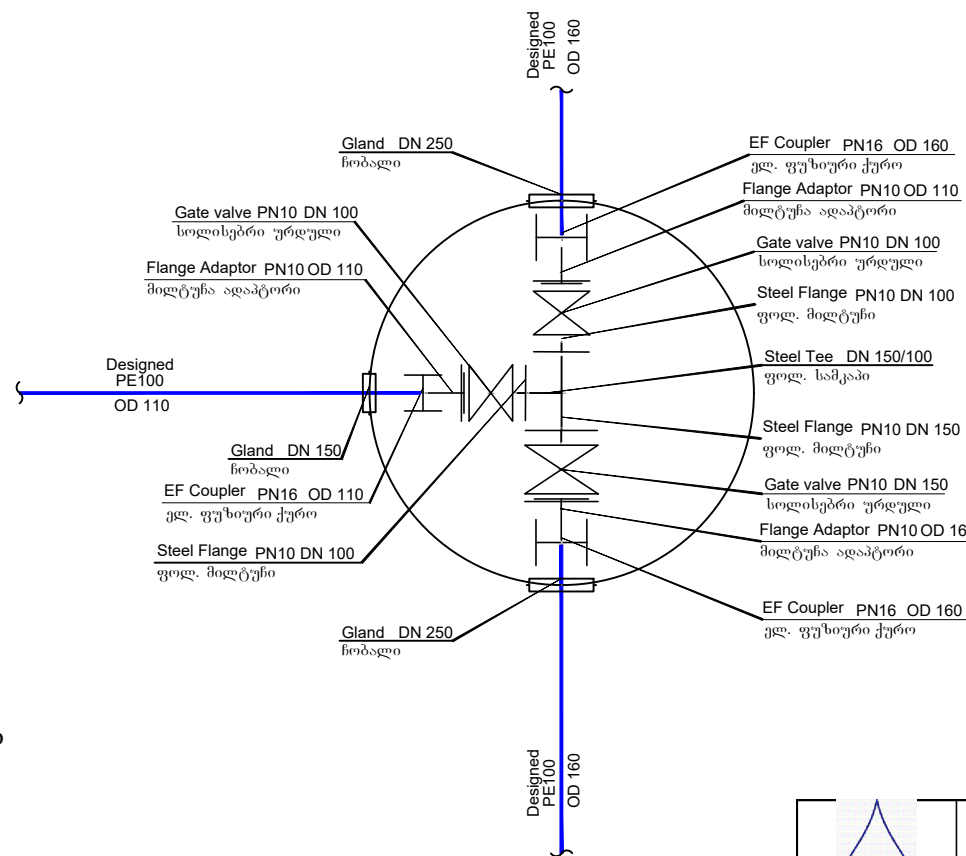 Designed
PE100
OD 160
Gland DN 250
ჩობალი
EF Coupler PN16 OD 160
ელ. ფუზიური ქურო
Flange Adaptor PN10 OD 110
მილტუჩა ადაპტორი
Gate valve PN10 DN 100
სოლისებრი ურდული
Gate valve PN10 DN 100
სოლისებრი ურდული
Flange Adaptor PN10 OD 110
მილტუჩა ადაპტორი
Steel Flange PN10 DN 100
ფოლ. მილტუჩი
Designed
PE100
OD 110
Steel Tee DN 150/100
ფოლ. სამკაპი
Steel Flange PN10 DN 150
ფოლ. მილტუჩი
Gland DN 150
ჩობალი
EF Coupler PN16 OD 110
ელ. ფუზიური ქურო
Gate valve PN10 DN 150
სოლისებრი ურდული
Steel Flange PN10 DN 100
ფოლ. მილტუჩი
Flange Adaptor PN10 OD 16
მილტუჩა ადაპტორი
EF Coupler PN16 OD 160
ელ. ფუზიური ქურო
Gland DN 250
ჩობალი
Designed
PE100
OD 160